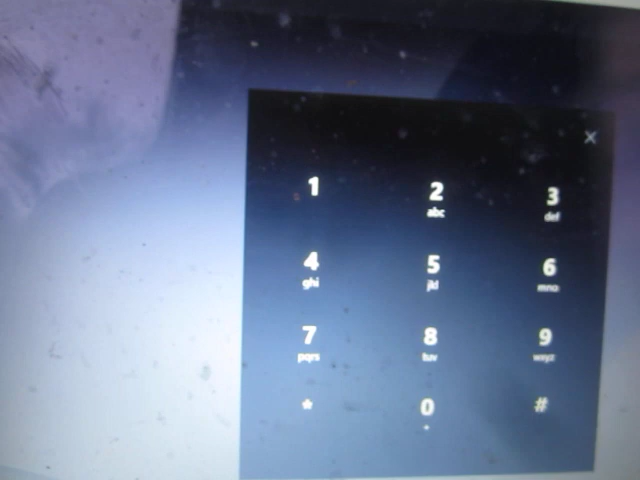 ×
1 2 3
abc def
4 5 6
ghi jkl mno
7 8 9
pqrs tuv wxyz
* 0 #
+